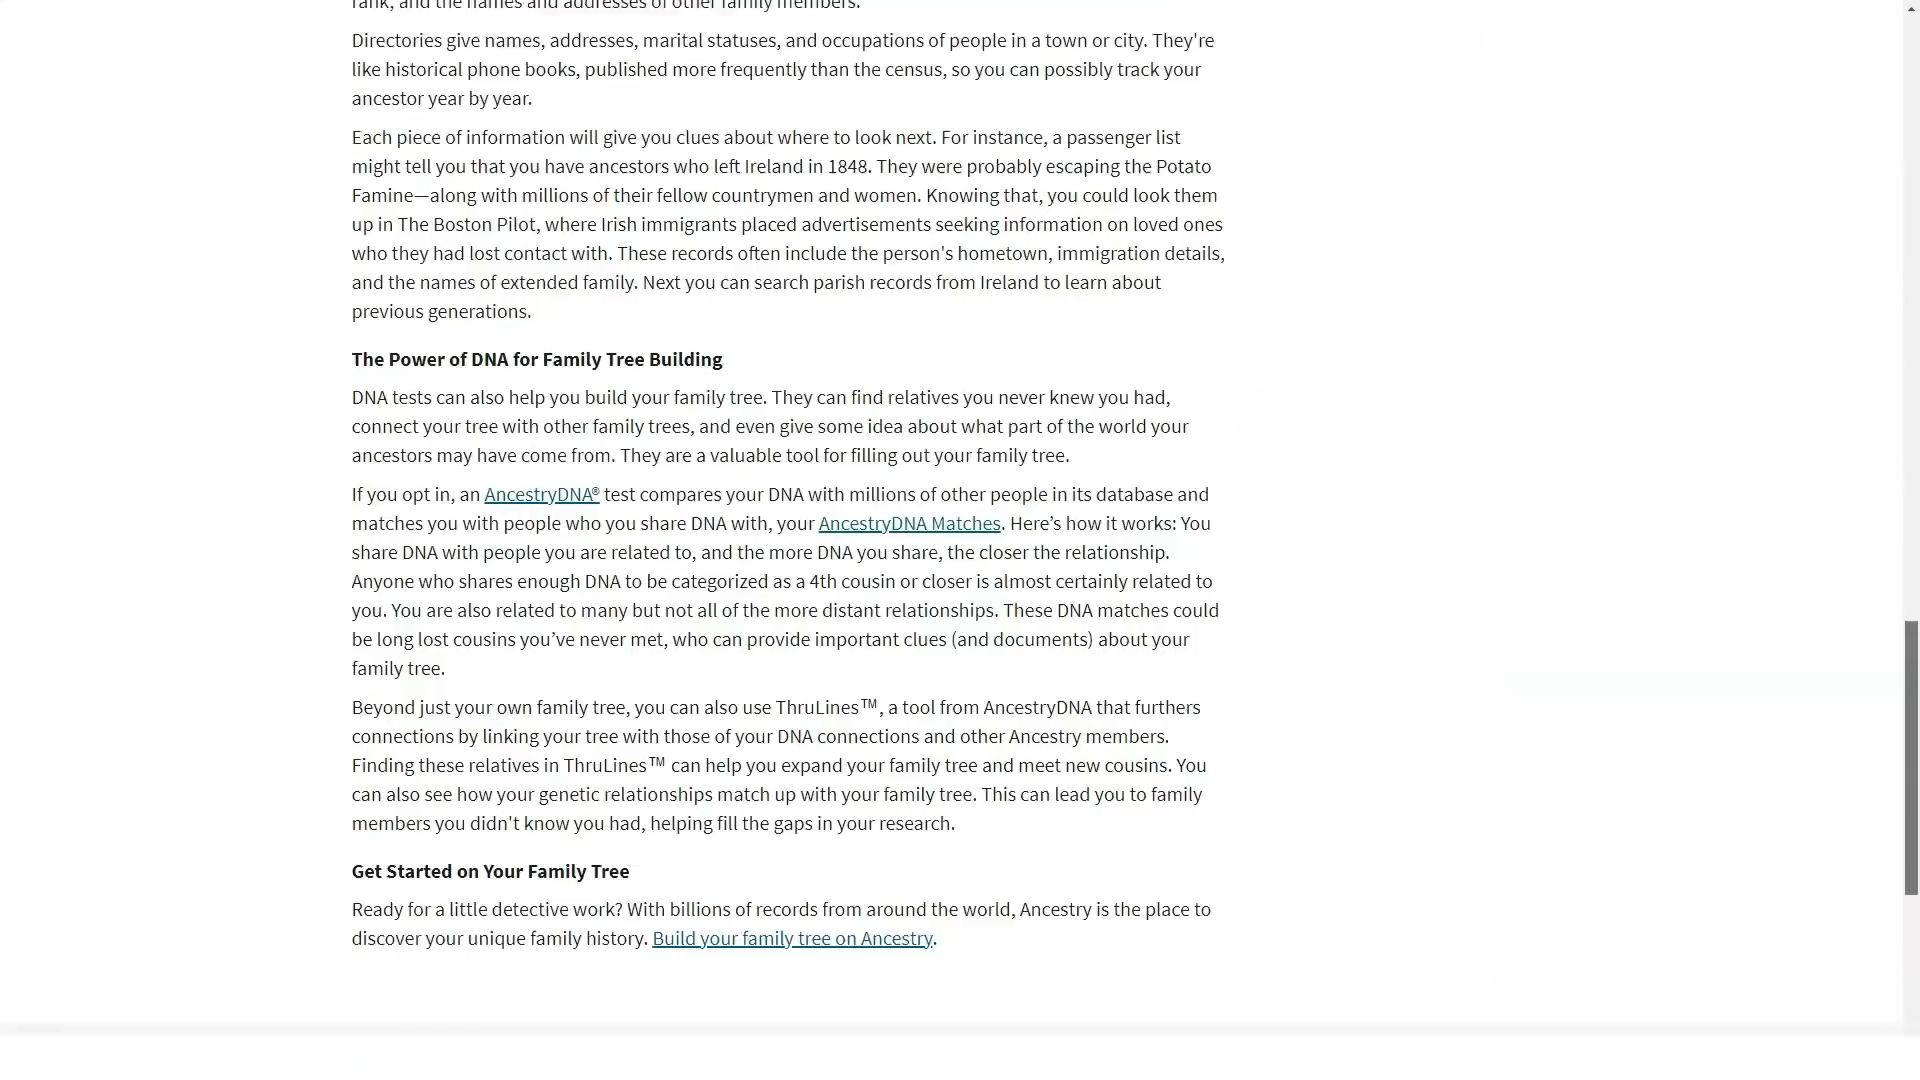 rank, and the names and addresses of other family members.
Directories give names, addresses, marital statuses, and occupations of people in a town or city. They're
like historical phone books, published more frequently than the census, so you can possibly track your
ancestor year by year.
Each piece of information will give you clues about where to look next. For instance, a passenger list
might tell you that you have ancestors who left Ireland in 1848. They were probably escaping the Potato
Famine—along with millions of their fellow countrymen and women. Knowing that, you could look them
up in The Boston Pilot, where Irish immigrants placed advertisements seeking information on loved ones
who they had lost contact with. These records often include the person's hometown, immigration details,
and the names of extended family. Next you can search parish records from Ireland to learn about
previous generations.
The Power of DNA for Family Tree Building
DNA tests can also help you build your family tree. They can find relatives you never knew you had,
connect your tree with other family trees, and even give some idea about what part of the world your
ancestors may have come from. They are a valuable tool for filling out your family tree.
If you opt in, an AncestryDNA® test compares your DNA with millions of other people in its database and
matches you with people who you share DNA with, your AncestryDNA Matches. Here’s how it works: You
share DNA with people you are related to, and the more DNA you share, the closer the relationship.
Anyone who shares enough DNA to be categorized as a 4th cousin or closer is almost certainly related to
you. You are also related to many but not all of the more distant relationships. These DNA matches could
be long lost cousins you’ve never met, who can provide important clues (and documents) about your
family tree.
Beyond just your own family tree, you can also use ThruLines™, a tool from AncestryDNA that furthers
connections by linking your tree with those of your DNA connections and other Ancestry members.
Finding these relatives in ThruLines™ can help you expand your family tree and meet new cousins. You
can also see how your genetic relationships match up with your family tree. This can lead you to family
members you didn't know you had, helping fill the gaps in your research.
Get Started on Your Family Tree
Ready for a little detective work? With billions of records from around the world, Ancestry is the place to
discover your unique family history. Build your family tree on Ancestry.